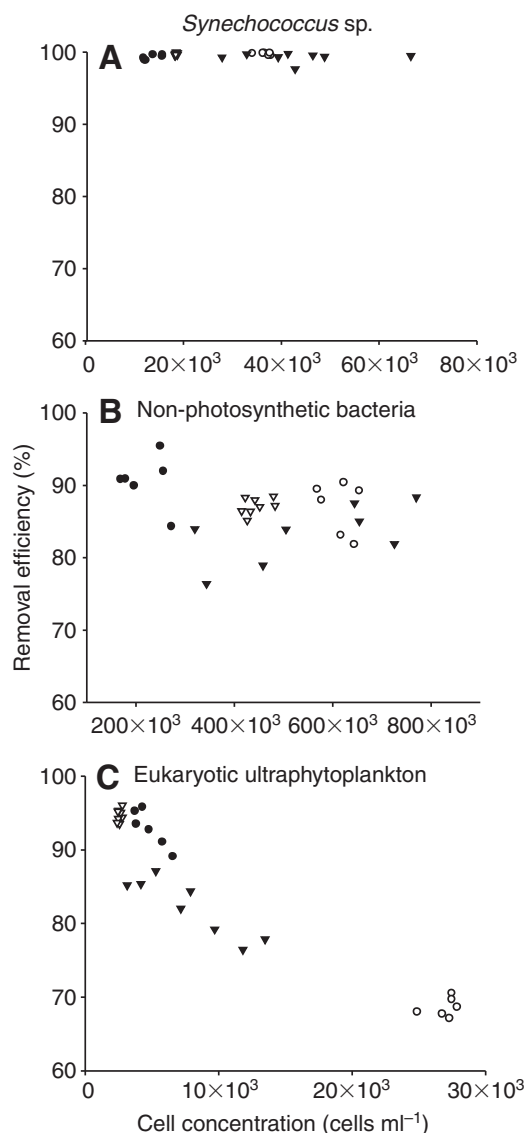 Synechococcus sp.
A
100
90
80
70
60
0 20×10³ 40×10³ 60×10³ 80×10³
B Non-photosynthetic bacteria
100
90
80
70
60
200×10³ 400×10³ 600×10³ 800×10³
Removal efficiency (%)
C Eukaryotic ultraphytoplankton
100
90
80
70
60
0 10×10³ 20×10³ 30×10³
Cell concentration (cells ml⁻¹)